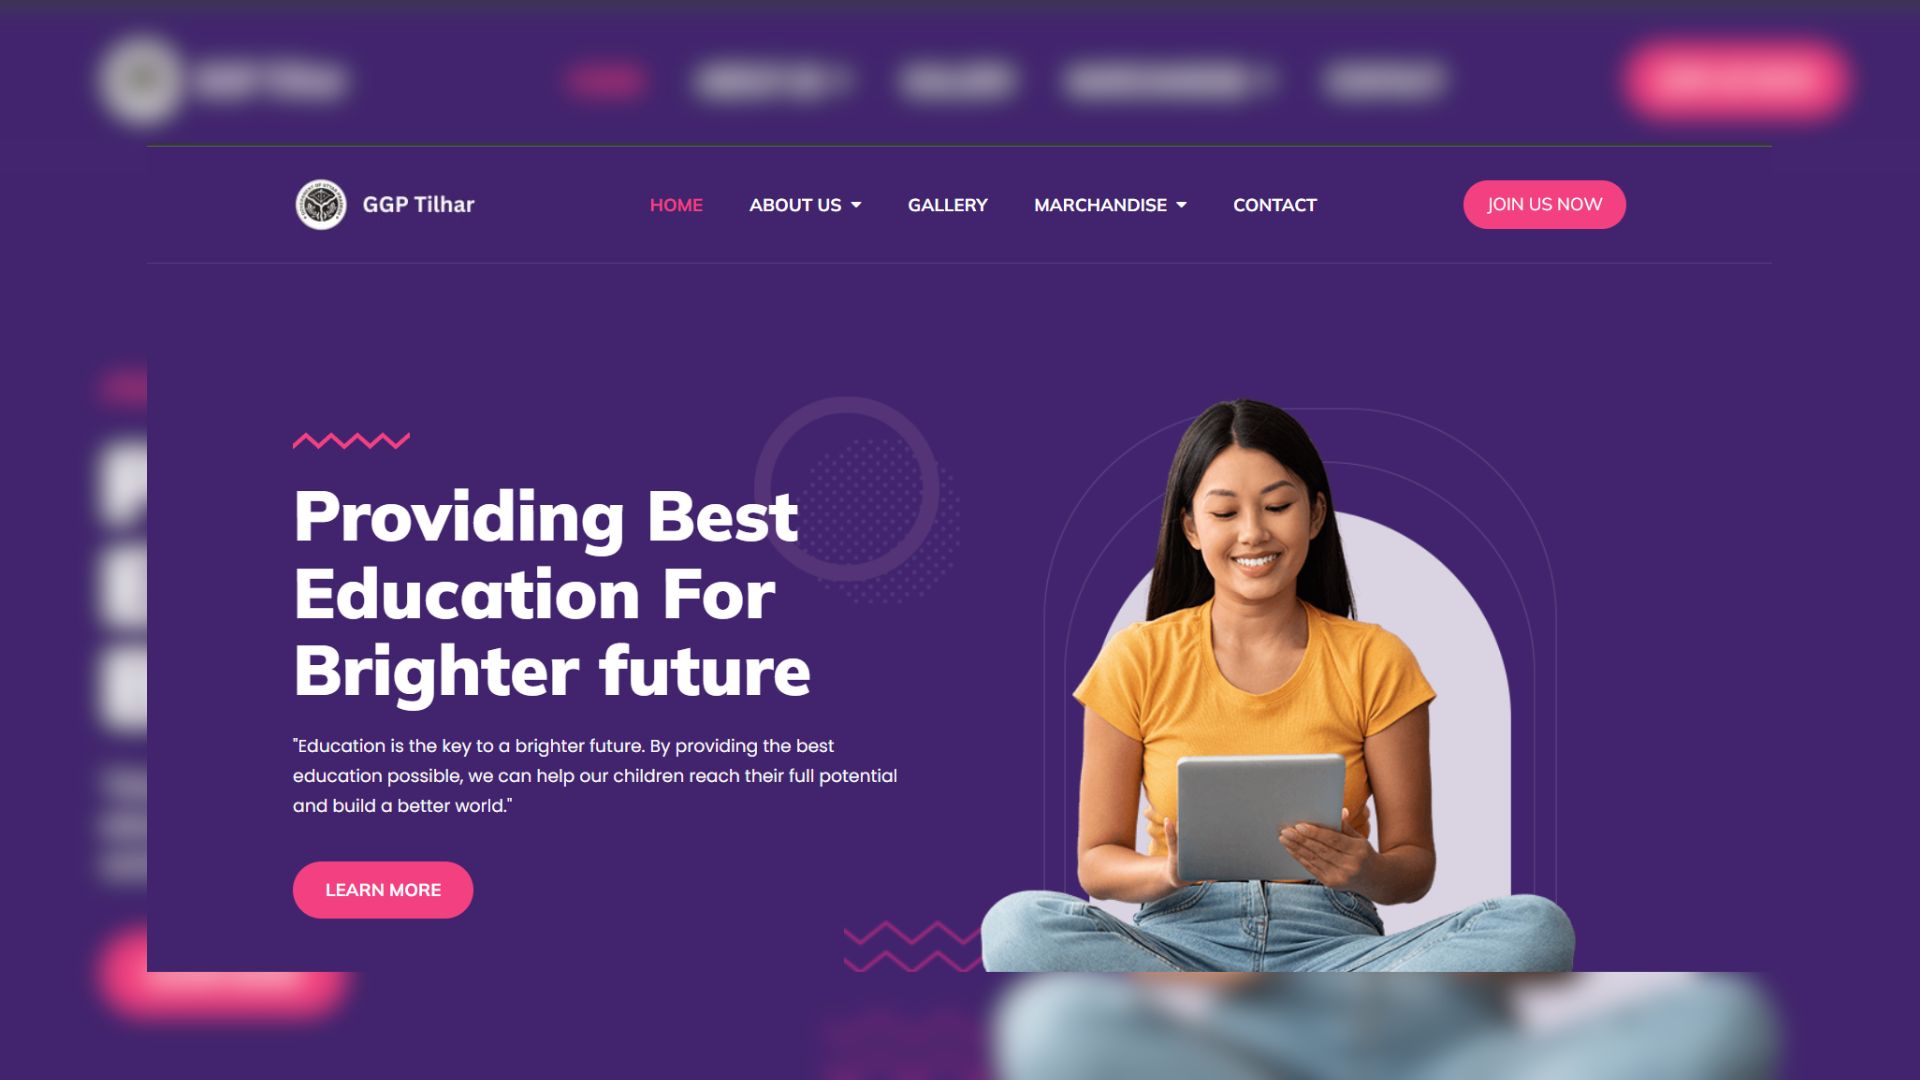 GGP Tilhar
HOME ABOUT US GALLERY MARCHANDISE CONTACT
JOIN US NOW
Providing Best
Education For
Brighter future
"Education is the key to a brighter future. By providing the best
education possible, we can help our children reach their full potential
and build a better world."
LEARN MORE